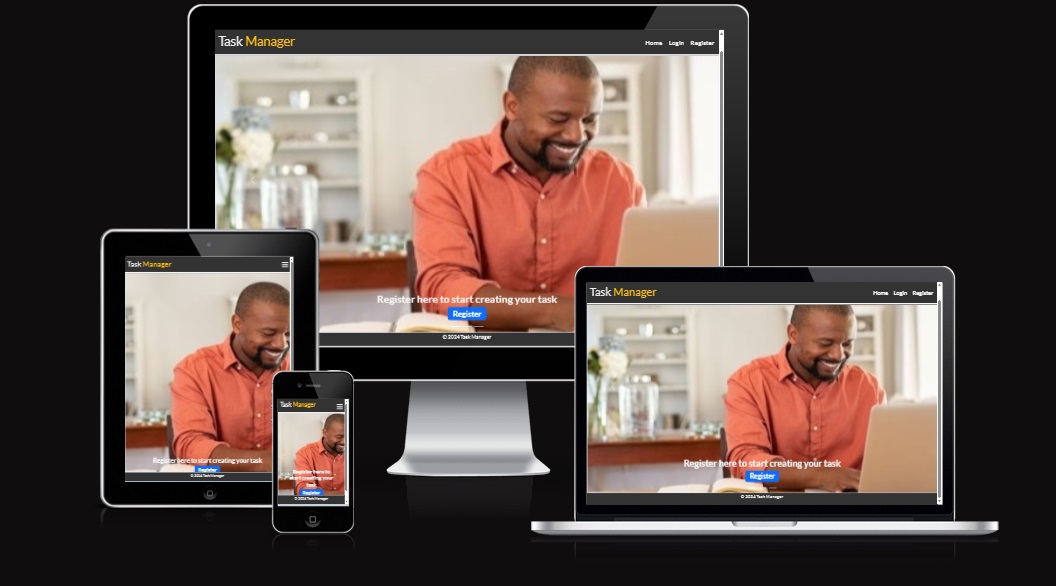 Task Manager
Home Login Register
Register here to start creating your task
Register
© 2024 Task Manager
Task Manager
Register here to start creating your task
Register
© 2024 Task Manager
Task Manager
Register here to
start creating your
task
Register
© 2024 Task Manager
Task Manager
Home Login Register
Register here to start creating your task
Register
© 2024 Task Manager